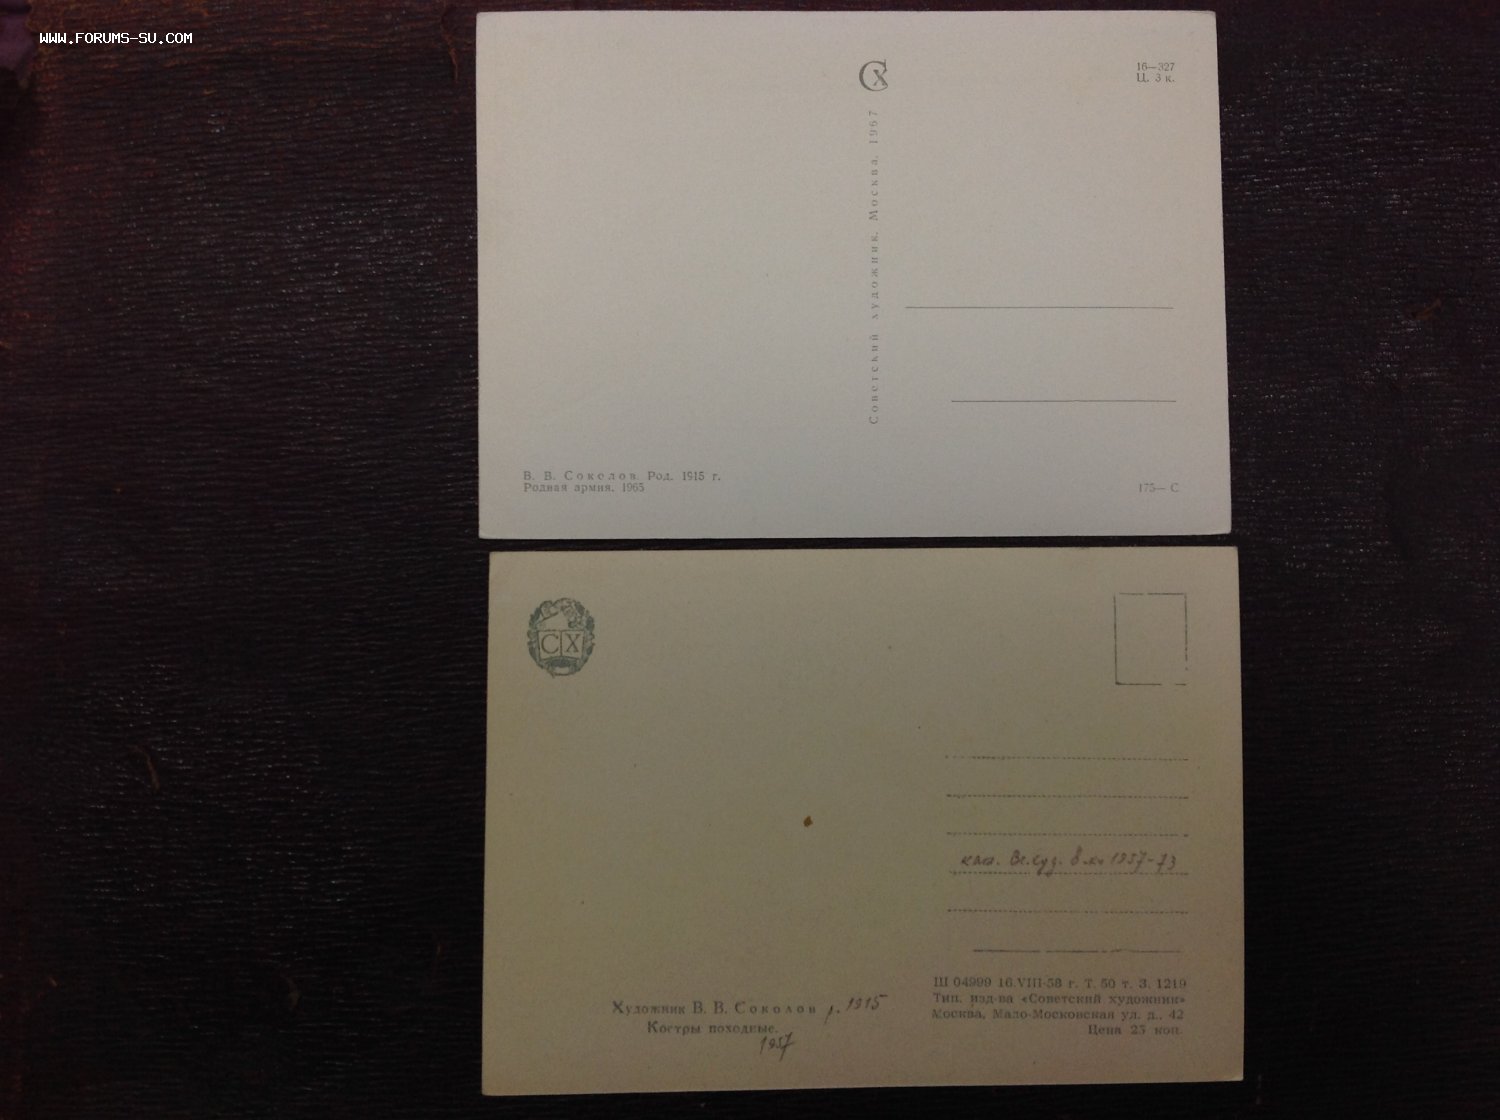 WWW.FORUMS-SU.COM
СХ
16—327
Ц. 3 к.
Советский художник. Москва. 1967
В. В. Соколов. Род. 1915 г.
Родная армия. 1965
175— С
СХ
1957-73
Ш 04999 16.VIII-58 г. Т. 50 т. З. 1219
Тип. изд-ва «Советский художник»
Москва, Мало-Московская ул. д.. 42
Цена 25 коп.
Художник В. В. Соколов р. 1915
Костры походные.
1957